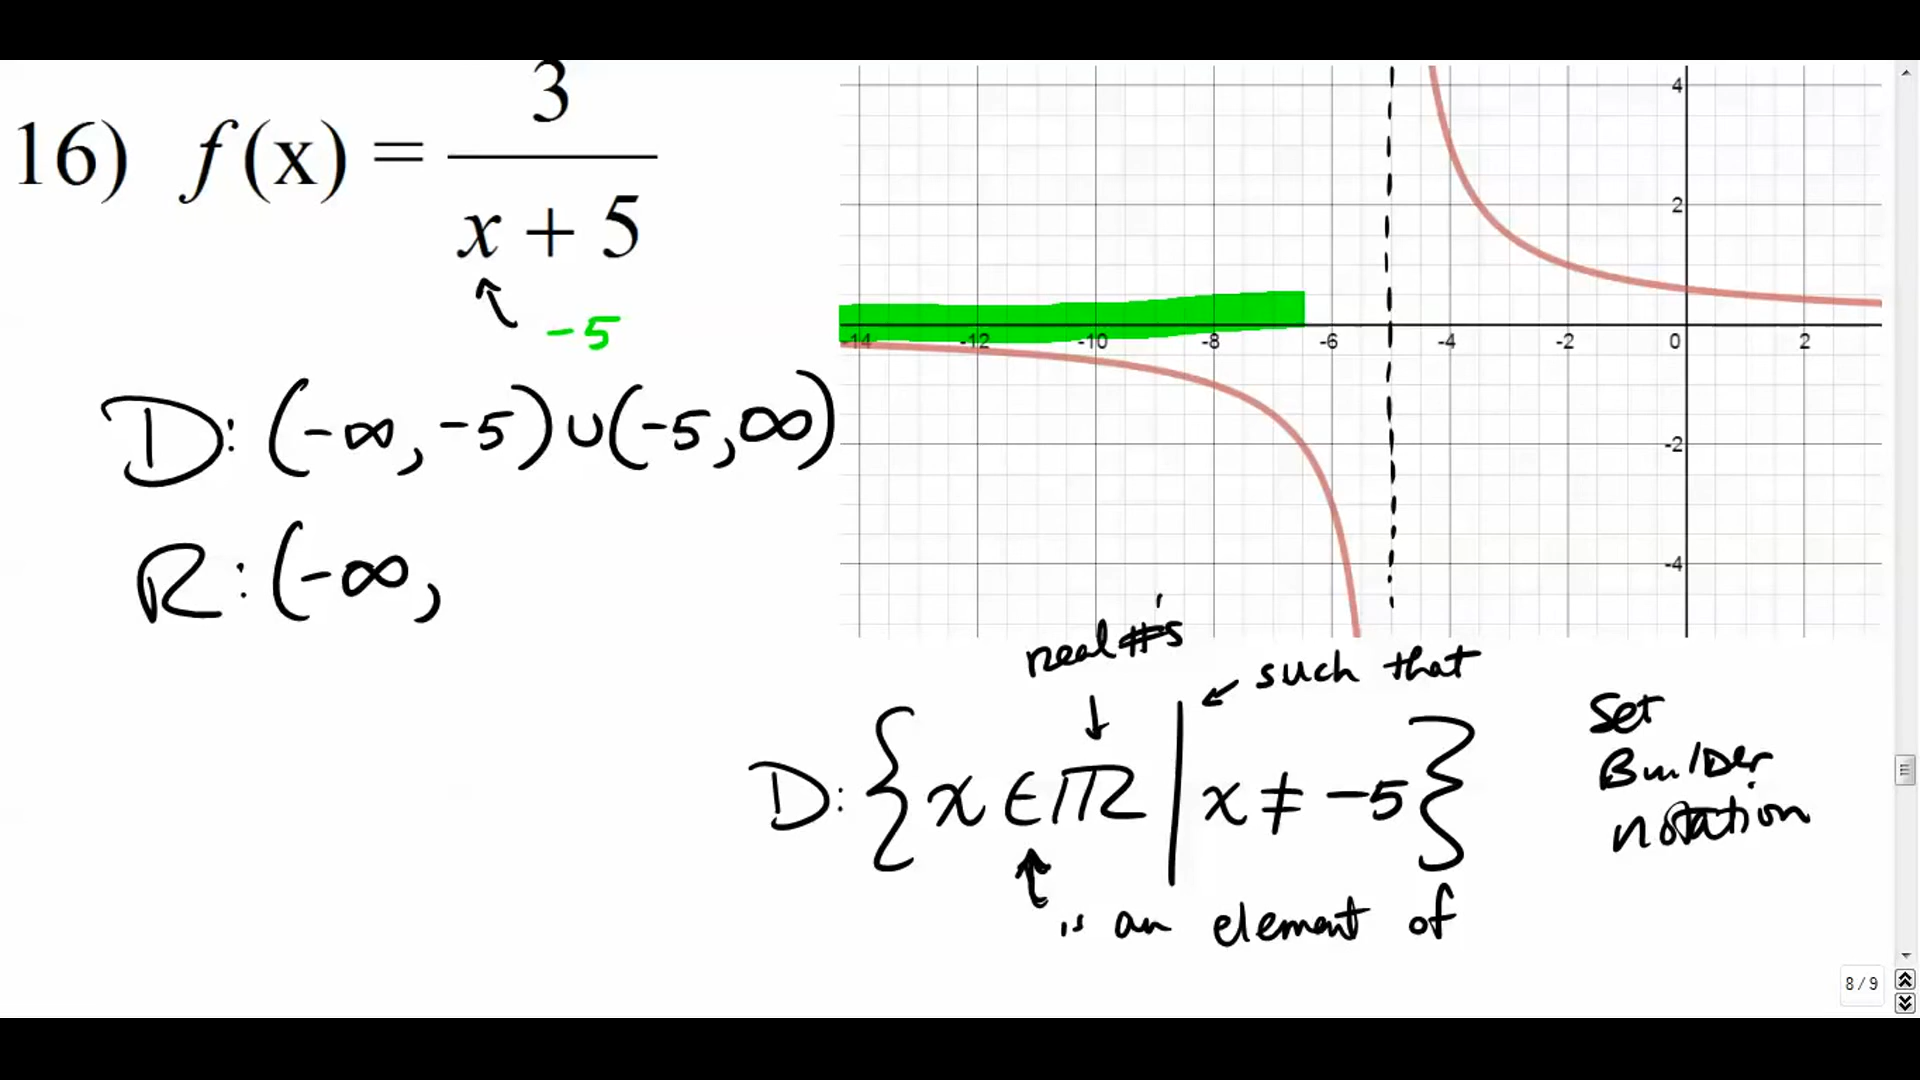 16) f(x) = 3 / x + 5
-5
D: (-∞, -5) ∪ (-5, ∞)
R: (-∞,
4
2
-14 -12 -10 -8 -6 -4 -2 0 2
-2
-4
real #'s
such that
D: { x ∈ ℝ | x ≠ -5 }
is an element of
Set
Builder
notation
8 / 9